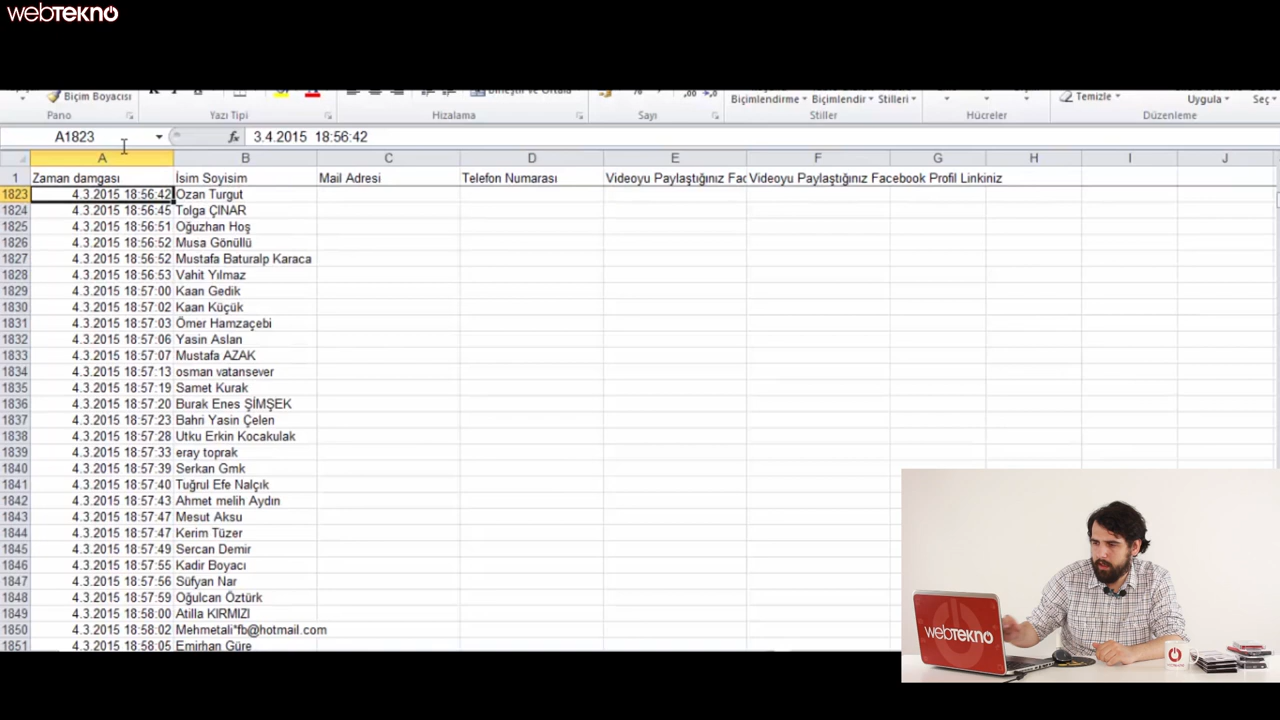 webTEKNO
Biçim Boyacısı
Birleştir ve Ortala
%
Biçimlendirme
Biçimlendir
Stilleri
Temizle
Uygula
Seç
Pano
Yazı Tipi
Hizalama
Sayı
Stiller
Hücreler
Düzenleme
A1823 fx 3.4.2015 18:56:42
A B C D E F G H I J
1 Zaman damgası İsim Soyisim Mail Adresi Telefon Numarası Videoyu Paylaştığınız Fac Videoyu Paylaştığınız Facebook Profil Linkiniz
1823 4.3.2015 18:56:42 Ozan Turgut
1824 4.3.2015 18:56:45 Tolga ÇINAR
1825 4.3.2015 18:56:51 Oğuzhan Hoş
1826 4.3.2015 18:56:52 Musa Gönüllü
1827 4.3.2015 18:56:52 Mustafa Baturalp Karaca
1828 4.3.2015 18:56:53 Vahit Yılmaz
1829 4.3.2015 18:57:00 Kaan Gedik
1830 4.3.2015 18:57:02 Kaan Küçük
1831 4.3.2015 18:57:03 Ömer Hamzaçebi
1832 4.3.2015 18:57:06 Yasin Aslan
1833 4.3.2015 18:57:07 Mustafa AZAK
1834 4.3.2015 18:57:13 osman vatansever
1835 4.3.2015 18:57:19 Samet Kurak
1836 4.3.2015 18:57:20 Burak Enes ŞİMŞEK
1837 4.3.2015 18:57:23 Bahri Yasin Çelen
1838 4.3.2015 18:57:28 Utku Erkin Kocakulak
1839 4.3.2015 18:57:33 eray toprak
1840 4.3.2015 18:57:39 Serkan Gmk
1841 4.3.2015 18:57:40 Tuğrul Efe Nalçık
1842 4.3.2015 18:57:43 Ahmet melih Aydın
1843 4.3.2015 18:57:47 Mesut Aksu
1844 4.3.2015 18:57:47 Kerim Tüzer
1845 4.3.2015 18:57:49 Sercan Demir
1846 4.3.2015 18:57:55 Kadir Boyacı
1847 4.3.2015 18:57:56 Süfyan Nar
1848 4.3.2015 18:57:59 Oğulcan Öztürk
1849 4.3.2015 18:58:00 Atilla KIRMIZI
1850 4.3.2015 18:58:02 Mehmetali*fb@hotmail.com
1851 4.3.2015 18:58:05 Emirhan Güre
webTEKNO